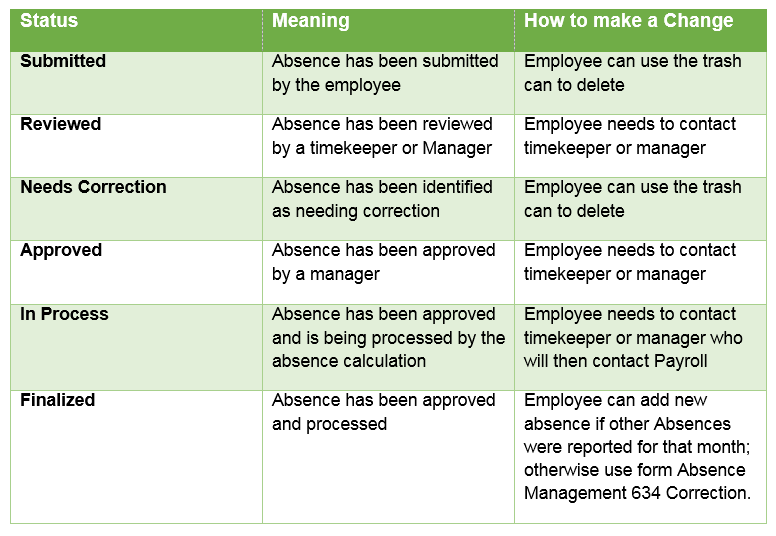 Status
Meaning
How to make a Change
Submitted
Absence has been submitted
by the employee
Employee can use the trash
can to delete
Reviewed
Absence has been reviewed
by a timekeeper or Manager
Employee needs to contact
timekeeper or manager
Needs Correction
Absence has been identified
as needing correction
Employee can use the trash
can to delete
Approved
Absence has been approved
by a manager
Employee needs to contact
timekeeper or manager
In Process
Absence has been approved
and is being processed by the
absence calculation
Employee needs to contact
timekeeper or manager who
will then contact Payroll
Finalized
Absence has been approved
and processed
Employee can add new
absence if other Absences
were reported for that month;
otherwise use form Absence
Management 634 Correction.